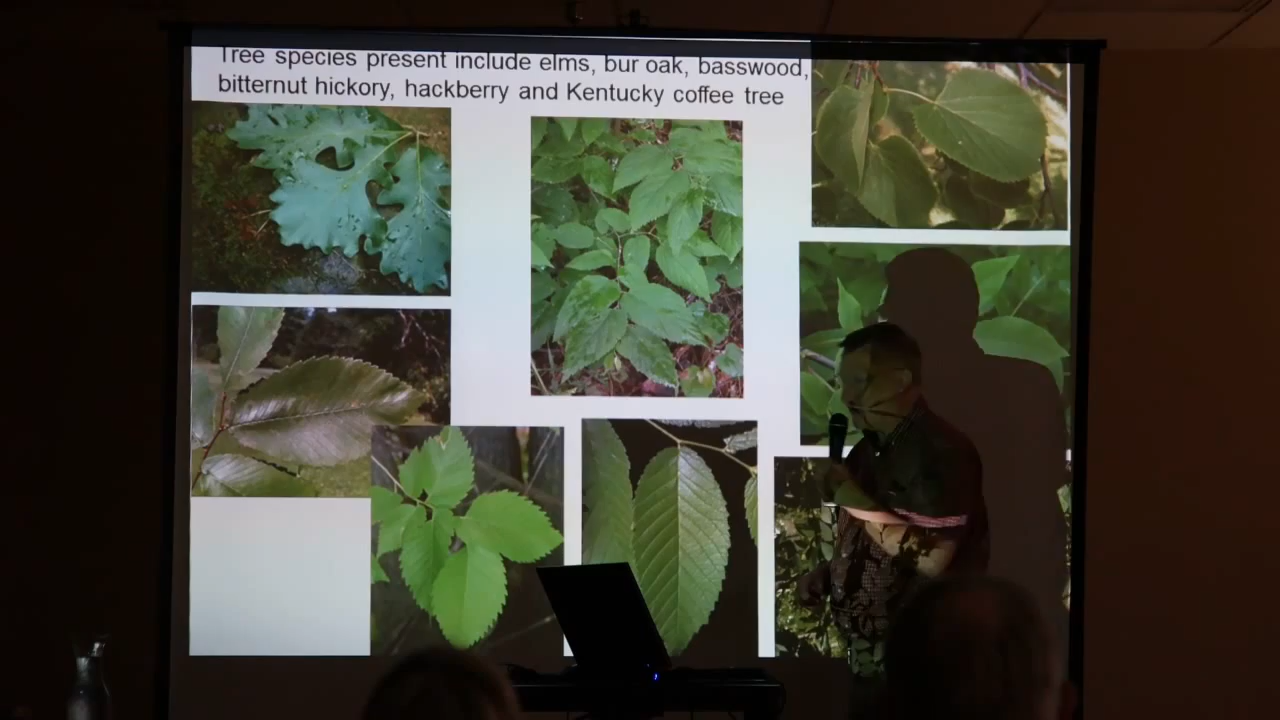 Tree species present include elms, bur oak, basswood,
bitternut hickory, hackberry and Kentucky coffee tree